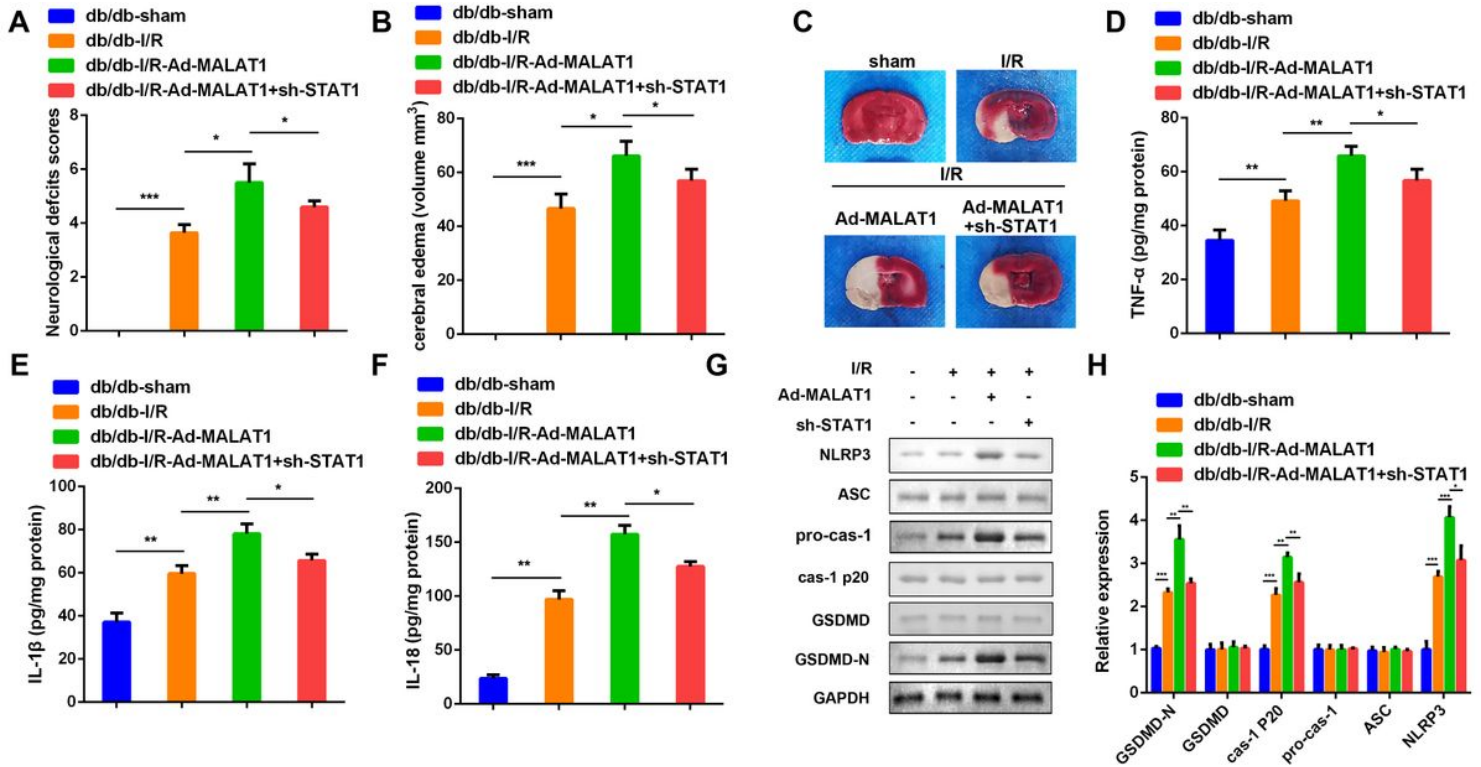 A
db/db-sham
db/db-I/R
db/db-I/R-Ad-MALAT1
db/db-I/R-Ad-MALAT1+sh-STAT1
Neurological defcits scores
8
6
4
2
0
***
*
*
B
db/db-sham
db/db-I/R
db/db-I/R-Ad-MALAT1
db/db-I/R-Ad-MALAT1+sh-STAT1
cerebral edema (volume mm³)
80
60
40
20
0
***
*
*
C
sham
I/R
I/R
Ad-MALAT1
Ad-MALAT1
+sh-STAT1
D
db/db-sham
db/db-I/R
db/db-I/R-Ad-MALAT1
db/db-I/R-Ad-MALAT1+sh-STAT1
TNF-α (pg/mg protein)
80
60
40
20
0
**
**
*
E
db/db-sham
db/db-I/R
db/db-I/R-Ad-MALAT1
db/db-I/R-Ad-MALAT1+sh-STAT1
IL-1β (pg/mg protein)
100
80
60
40
20
0
**
**
*
F
db/db-sham
db/db-I/R
db/db-I/R-Ad-MALAT1
db/db-I/R-Ad-MALAT1+sh-STAT1
IL-18 (pg/mg protein)
200
150
100
50
0
**
**
*
G
I/R - + + +
Ad-MALAT1 - - +
sh-STAT1 - - +
NLRP3
ASC
pro-cas-1
cas-1 p20
GSDMD
GSDMD-N
GAPDH
H
db/db-sham
db/db-I/R
db/db-I/R-Ad-MALAT1
db/db-I/R-Ad-MALAT1+sh-STAT1
Relative expression
5
4
3
2
1
0
*** ** **
*** ** **
*** *** *
GSDMD-N
GSDMD
cas-1 P20
pro-cas-1
ASC
NLRP3